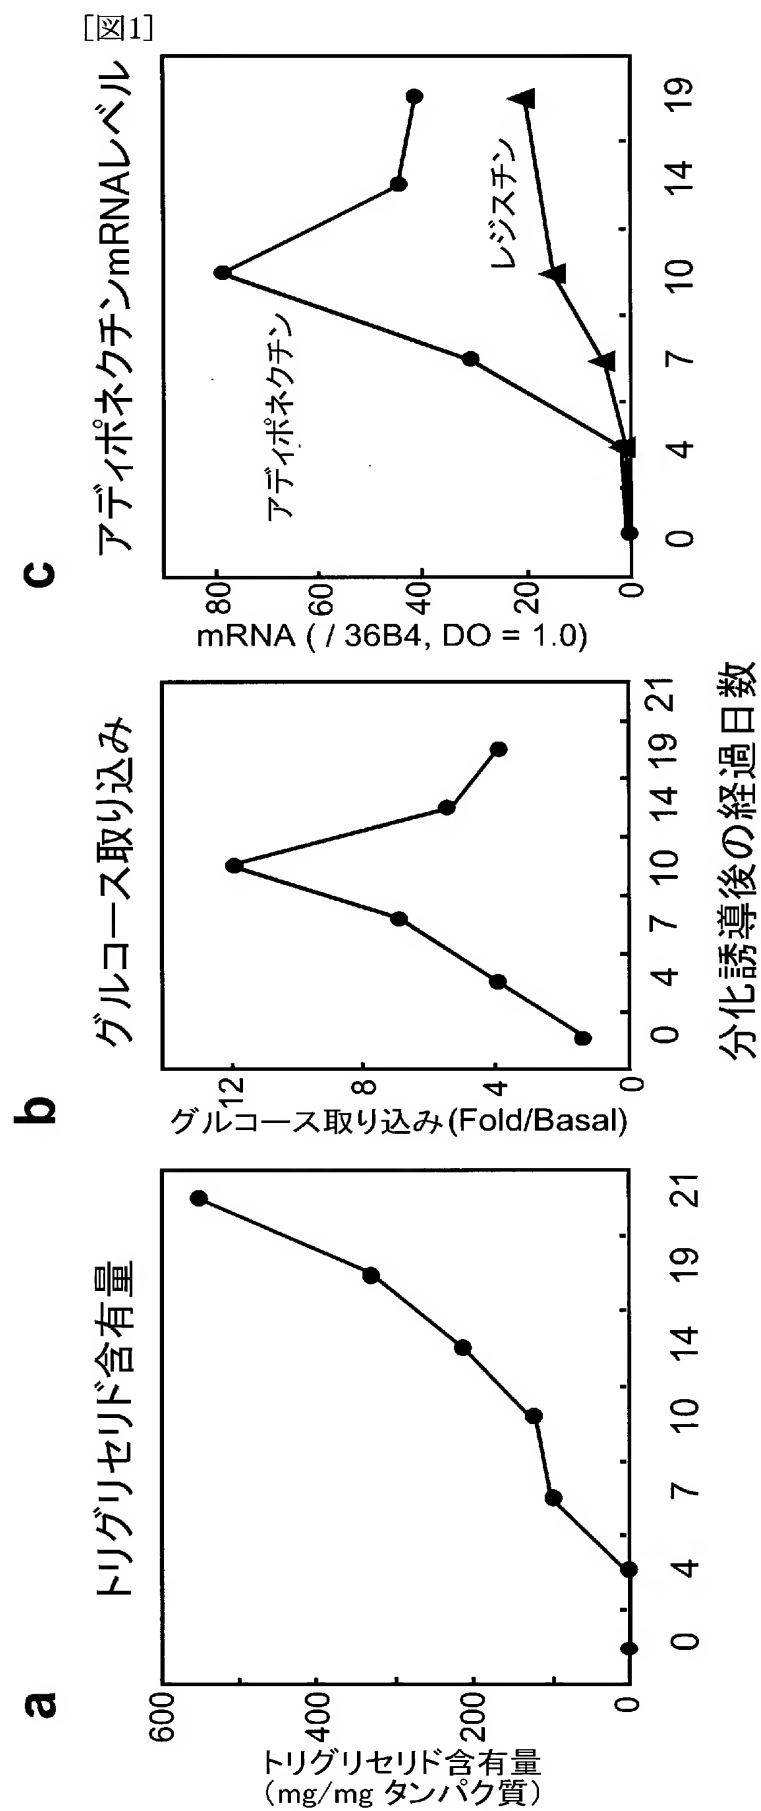 [図1]
a
トリグリセリド含有量
トリグリセリド含有量
(mg/mg タンパク質)
600
400
200
0
0 4 7 10 14 19 21
b
グルコース取り込み
グルコース取り込み(Fold/Basal)
12
8
4
0
0 4 7 10 14 19 21
分化誘導後の経過日数
c
アディポネクチンmRNAレベル
mRNA ( / 36B4, DO = 1.0)
80
60
40
20
0
アディポネクチン
レジスチン
0 4 7 10 14 19